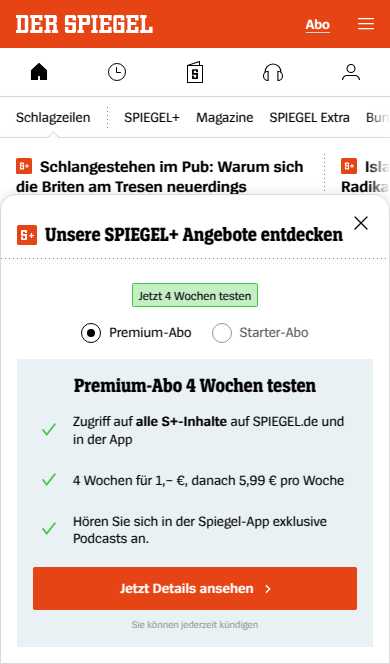 DER SPIEGEL
Abo
S
Schlagzeilen
SPIEGEL+
Magazine
SPIEGEL Extra
S+ Schlangestehen im Pub: Warum sich
die Briten am Tresen neuerdings
S+ Isla
Radika
S+ Unsere SPIEGEL+ Angebote entdecken
Jetzt 4 Wochen testen
Premium-Abo
Starter-Abo
Premium-Abo 4 Wochen testen
Zugriff auf alle S+-Inhalte auf SPIEGEL.de und
in der App
4 Wochen für 1,– €, danach 5,99 € pro Woche
Hören Sie sich in der Spiegel-App exklusive
Podcasts an.
Jetzt Details ansehen
Sie können jederzeit kündigen